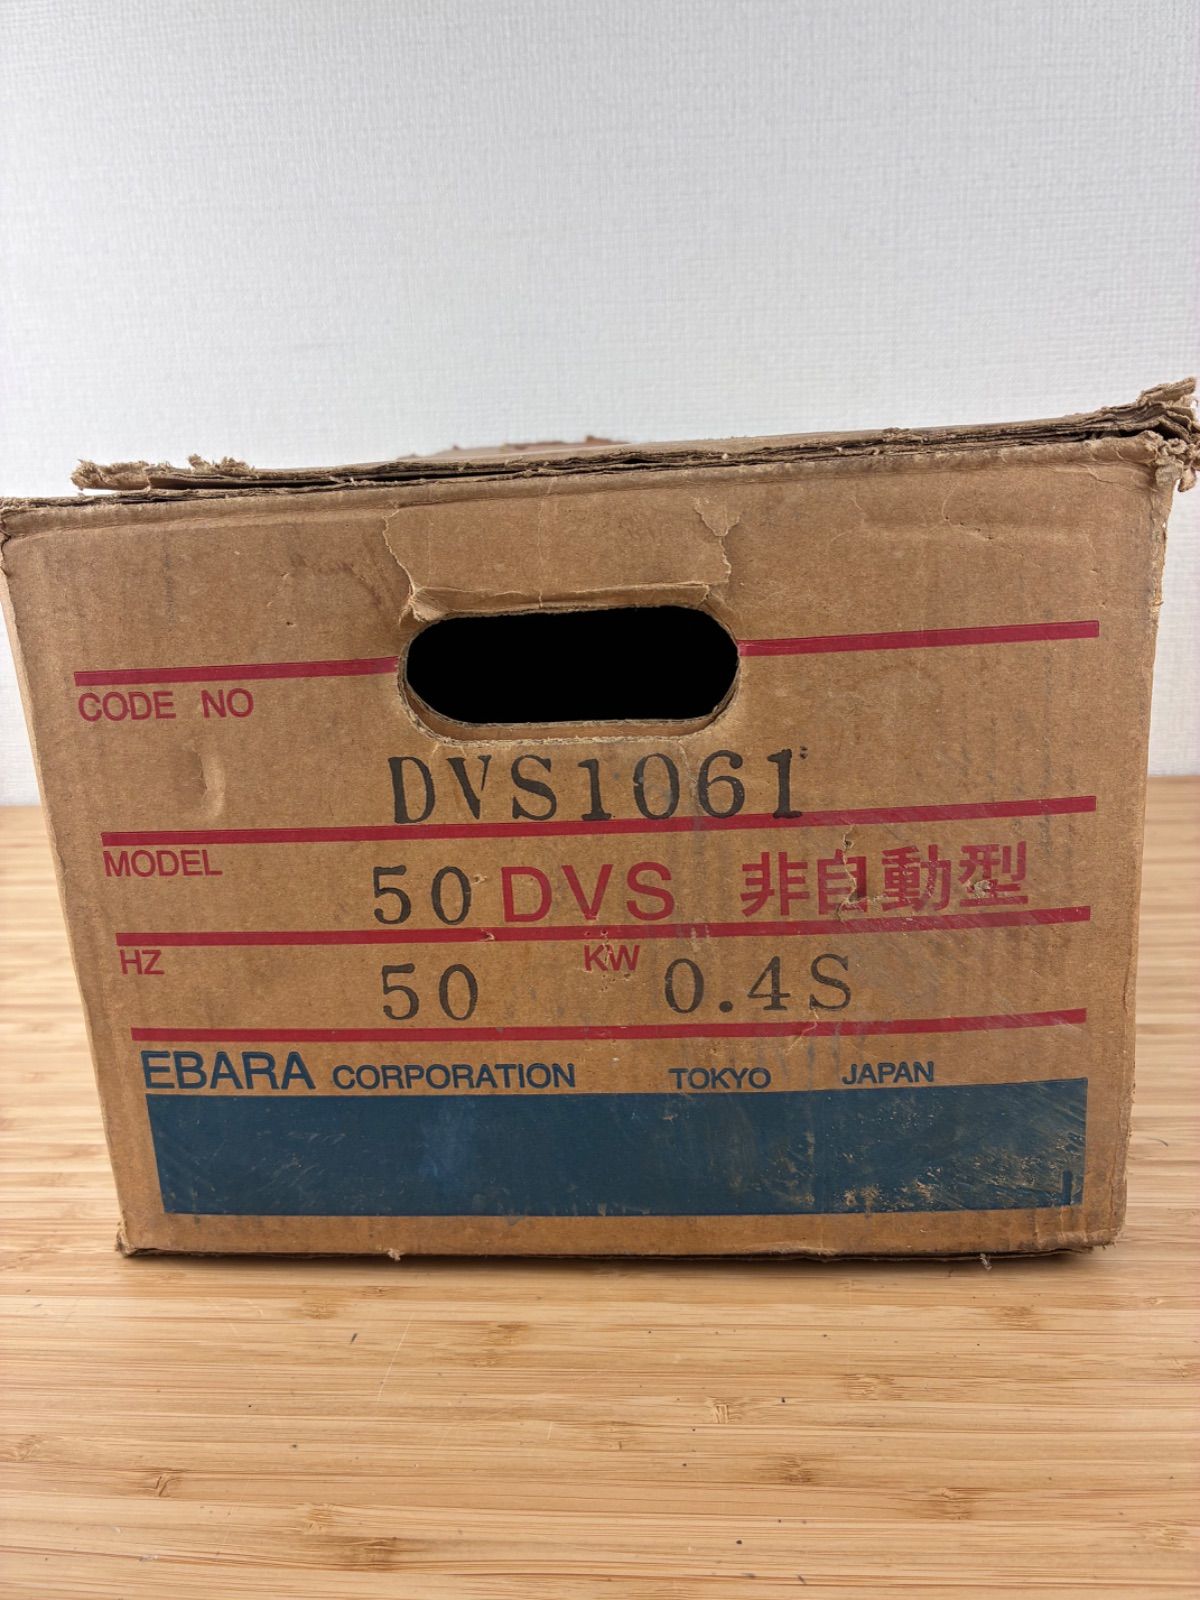 CODE NO
DVS1061
MODEL 50 DVS 非自動型
HZ 50 KW 0.4S
EBARA CORPORATION TOKYO JAPAN